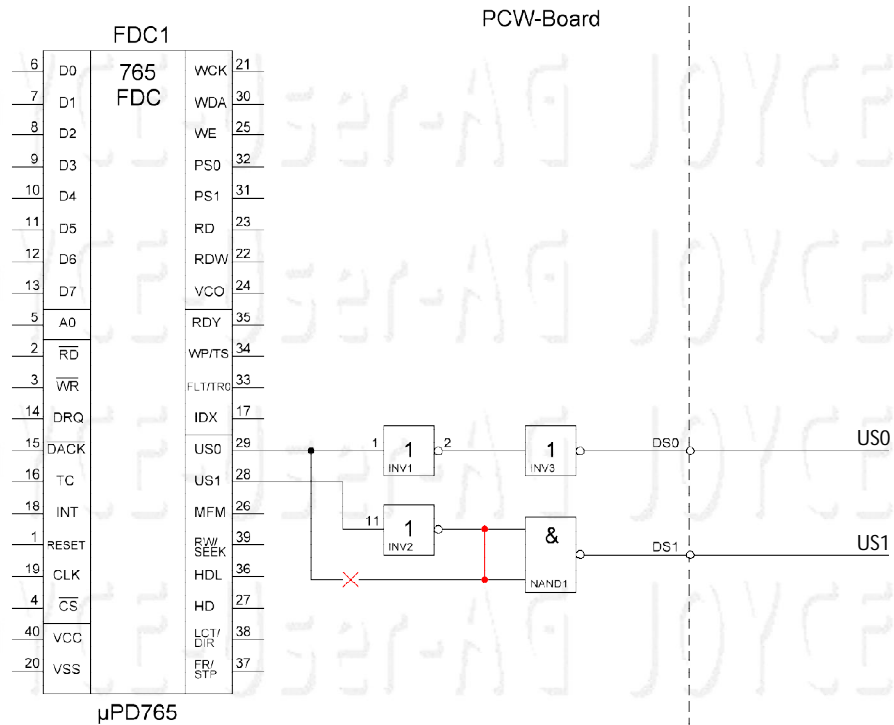 PCW-Board
FDC1
765
FDC
6 D0 WCK 21
7 D1 WDA 30
8 D2 WE 25
9 D3 PS0 32
10 D4 PS1 31
11 D5 RD 23
12 D6 RDW 22
13 D7 VCO 24
5 A0 RDY 35
2 RD WP/TS 34
3 WR FLT/TR0 33
14 DRQ IDX 17
15 DACK US0 29
16 TC US1 28
18 INT MFM 26
1 RESET RW/SEEK 39
19 CLK HDL 36
4 CS HD 27
40 VCC LCT/DIR 38
20 VSS FR/STP 37
µPD765
1 1 2
INV1
1
INV3
DS0 US0
11 1
INV2
&
NAND1
DS1 US1
JOYCE